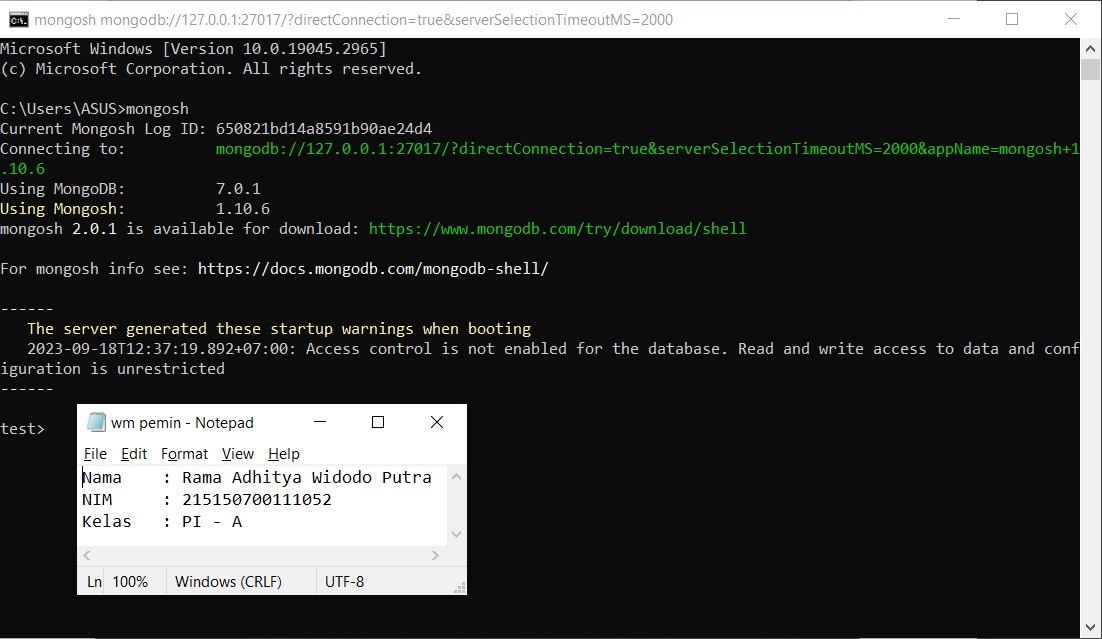 mongosh mongodb://127.0.0.1:27017/?directConnection=true&serverSelectionTimeoutMS=2000
Microsoft Windows [Version 10.0.19045.2965]
(c) Microsoft Corporation. All rights reserved.
C:\Users\ASUS>mongosh
Current Mongosh Log ID: 650821bd14a8591b90ae24d4
Connecting to: mongodb://127.0.0.1:27017/?directConnection=true&serverSelectionTimeoutMS=2000&appName=mongosh+1
.10.6
Using MongoDB: 7.0.1
Using Mongosh: 1.10.6
mongosh 2.0.1 is available for download: https://www.mongodb.com/try/download/shell
For mongosh info see: https://docs.mongodb.com/mongodb-shell/
------
The server generated these startup warnings when booting
2023-09-18T12:37:19.892+07:00: Access control is not enabled for the database. Read and write access to data and conf
iguration is unrestricted
------
test>
wm pemin - Notepad
File Edit Format View Help
Nama : Rama Adhitya Widodo Putra
NIM : 215150700111052
Kelas : PI - A
Ln 100% Windows (CRLF) UTF-8